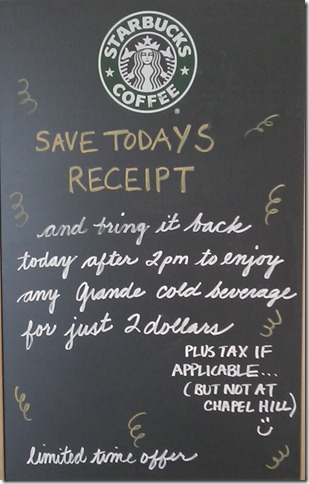 STARBUCKS
COFFEE
SAVE TODAYS
RECEIPT
and bring it back
today after 2pm to enjoy
any Grande cold beverage
for just 2 dollars
PLUS TAX IF
APPLICABLE...
(BUT NOT AT
CHAPEL HILL)
limited time offer